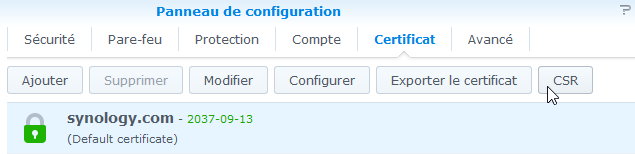 Panneau de configuration
Sécurité Pare-feu Protection Compte Certificat Avancé
Ajouter Supprimer Modifier Configurer Exporter le certificat CSR
synology.com - 2037-09-13
(Default certificate)